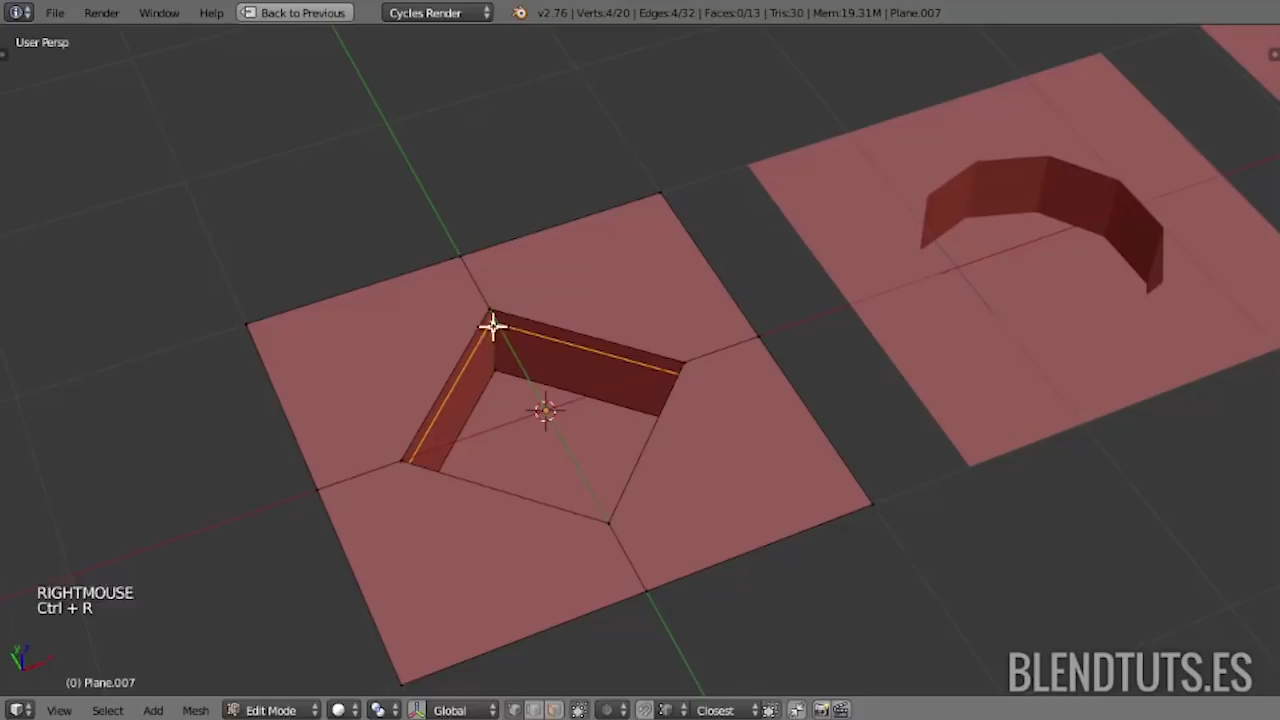 File Render Window Help Back to Previous Cycles Render v2.76 | Verts:4/20 | Edges:4/32 | Faces:0/13 | Tris:30 | Mem:19.31M | Plane.007
User Persp
RIGHTMOUSE
Ctrl + R
(0) Plane.007
BLENDTUTS.ES
View Select Add Mesh Edit Mode Global Closest